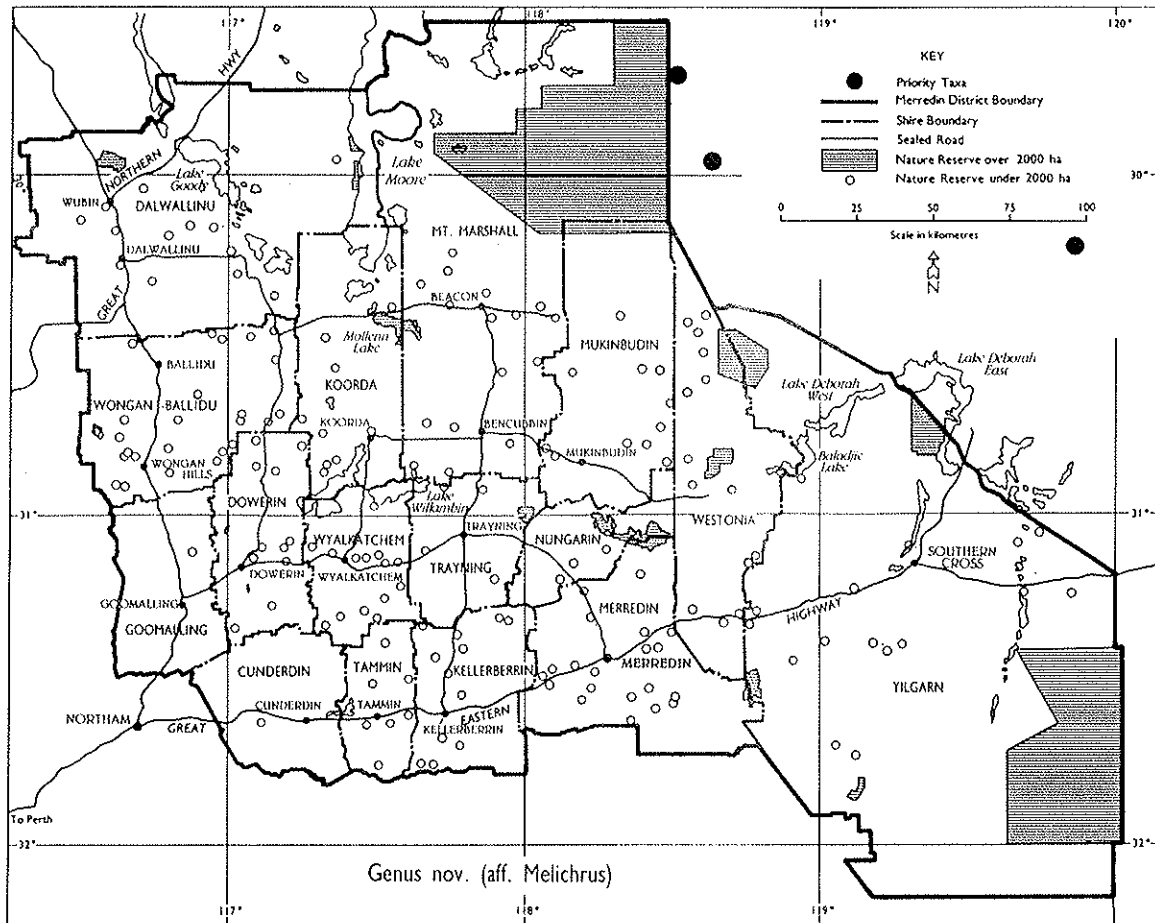 117°
118°
119°
120°
KEY
Priority Taxa
Merredin District Boundary
Shire Boundary
Sealed Road
Nature Reserve over 2000 ha
Nature Reserve under 2000 ha
0 25 50 75 100
Scale in kilometres
N
HWY
NORTHERN
Lake Goody
Lake Moore
30°
30°
WUBIN
DALWALLINU
DALWALLINU
MT. MARSHALL
GREAT
BEACON
Mollerin Lake
MUKINBUDIN
BALLIDU
KOORDA
Lake Deborah East
Lake Deborah West
WONGAN-BALLIDU
KOORDA
BENCUBBIN
MUKINBUDIN
Baladjie Lake
WONGAN HILLS
DOWERIN
Lake Wallambin
31°
31°
WYALKATCHEM
TRAYNING
NUNGARIN
WESTONIA
SOUTHERN CROSS
DOWERIN
WYALKATCHEM
TRAYNING
GOOMALLING
GOOMALLING
MERREDIN
HIGHWAY
CUNDERDIN
TAMMIN
KELLERBERRIN
MERREDIN
YILGARN
NORTHAM
GREAT
CUNDERDIN
TAMMIN
EASTERN
KELLERBERRIN
To Perth
32°
32°
Genus nov. (aff. Melichrus)
117°
118°
119°